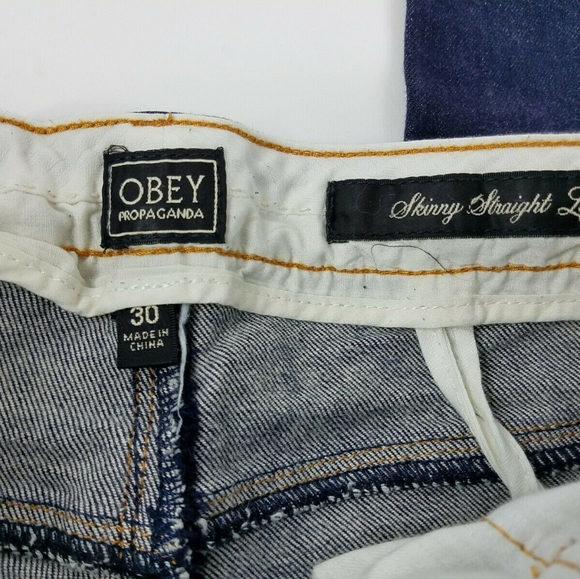 OBEY
PROPAGANDA
Skinny Straight
30
MADE IN
CHINA